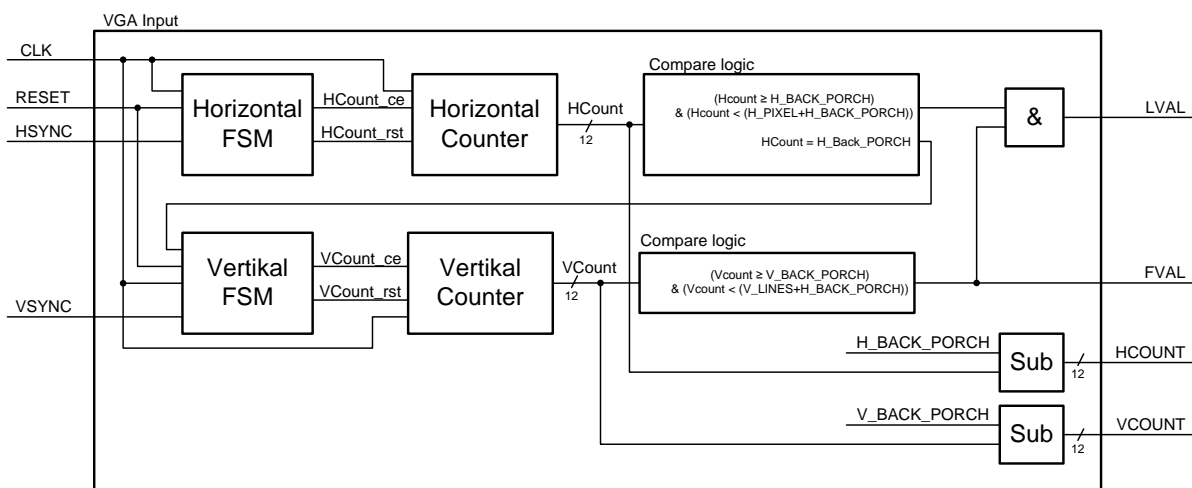 VGA Input
CLK
RESET
HSYNC
VSYNC
Horizontal
FSM
HCount_ce
HCount_rst
Horizontal
Counter
HCount
12
Compare logic
(Hcount ≥ H_BACK_PORCH)
& (Hcount < (H_PIXEL+H_BACK_PORCH))
HCount = H_Back_PORCH
&
LVAL
Vertikal
FSM
VCount_ce
VCount_rst
Vertikal
Counter
VCount
12
Compare logic
(Vcount ≥ V_BACK_PORCH)
& (Vcount < (V_LINES+H_BACK_PORCH))
FVAL
H_BACK_PORCH
Sub
12
HCOUNT
V_BACK_PORCH
Sub
12
VCOUNT